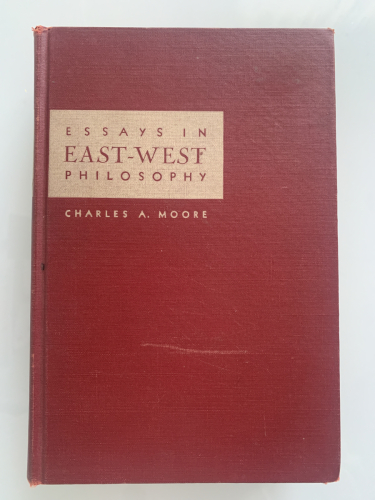 ESSAYS IN
EAST-WEST
PHILOSOPHY
CHARLES A. MOORE